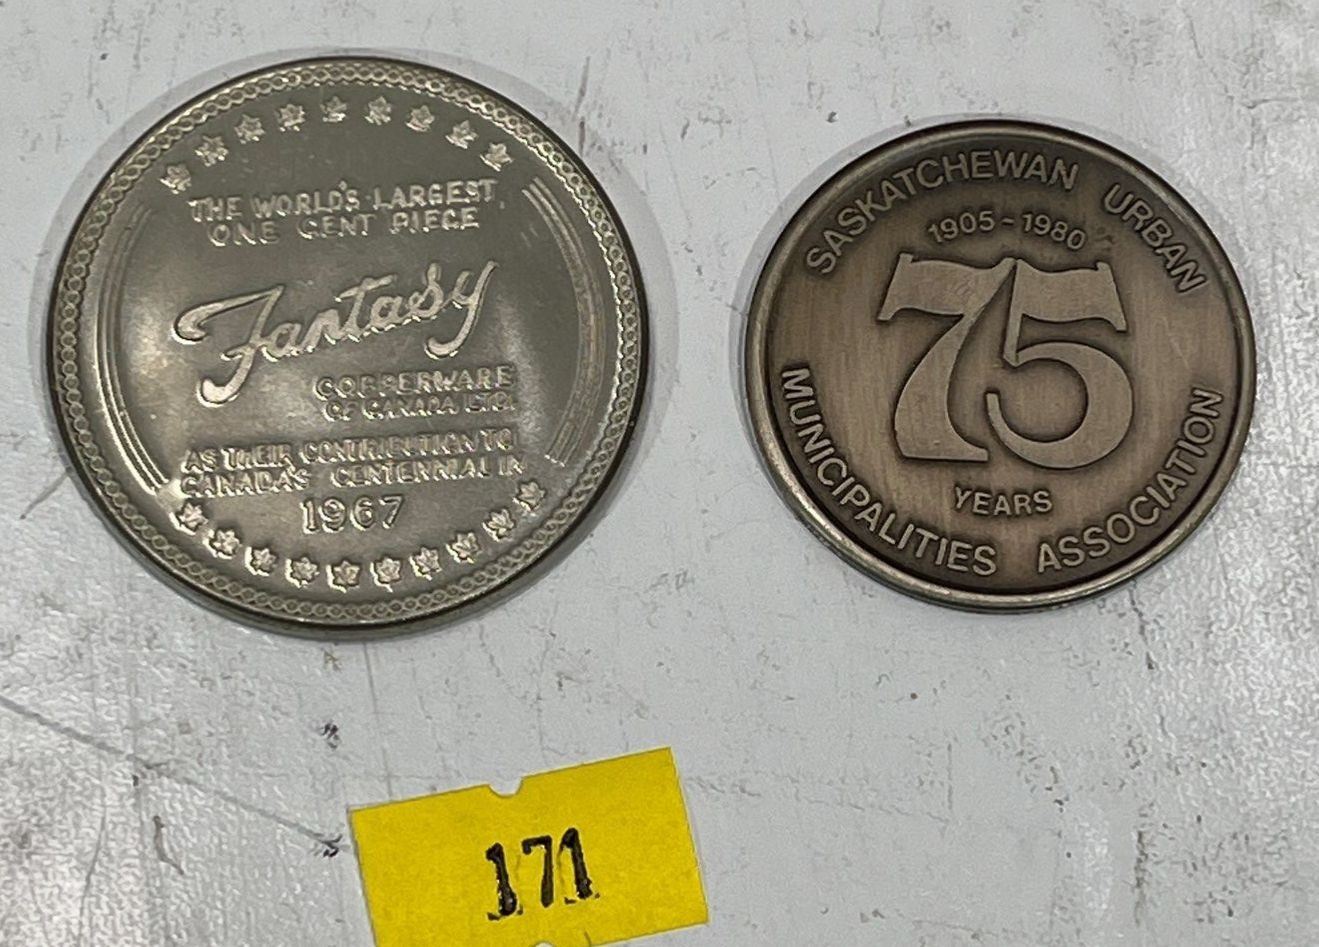 THE WORLD'S LARGEST
ONE CENT PIECE
Fantasy
COPPERWARE
OF CANADA LTD.
AS THEIR CONTRIBUTION TO
CANADA'S CENTENNIAL IN
1967
SASKATCHEWAN URBAN
1905-1980
75
YEARS
MUNICIPALITIES ASSOCIATION
171